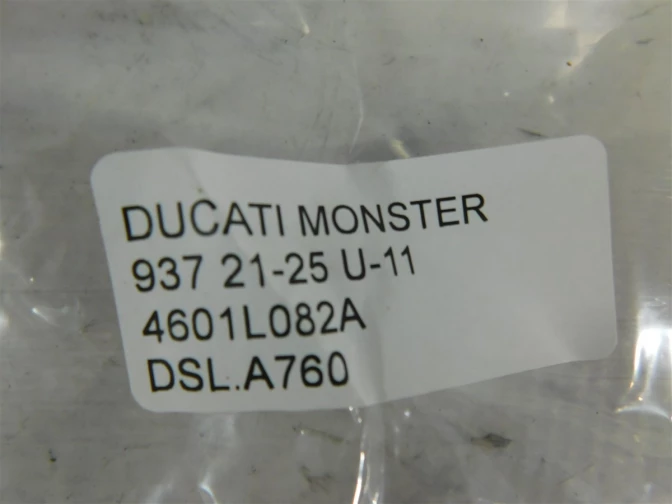 DUCATI MONSTER
937 21-25 U-11
4601L082A
DSL.A760